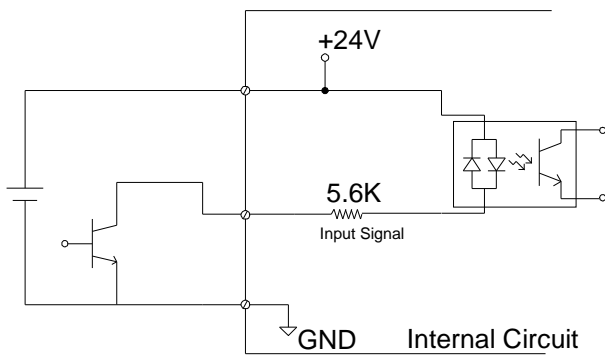 +24V
5.6K
Input Signal
GND
Internal Circuit